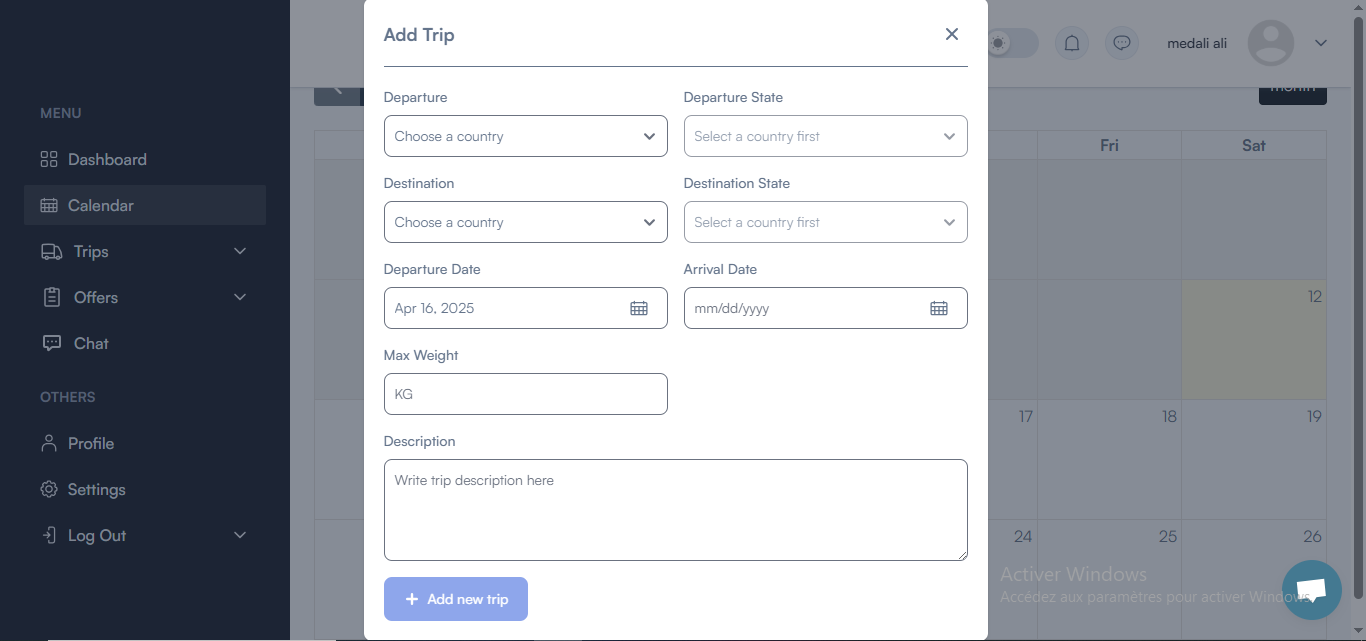 Add Trip
medali ali
MENU
Dashboard
Calendar
Trips
Offers
Chat
OTHERS
Profile
Settings
Log Out
Departure
Departure State
Choose a country
Select a country first
Destination
Destination State
Choose a country
Select a country first
Departure Date
Arrival Date
Apr 16, 2025
mm/dd/yyyy
Max Weight
KG
Description
Write trip description here
+ Add new trip
month
Fri
Sat
12
17
18
19
24
25
26
Activer Windows
Accédez aux paramètres pour activer Windows.